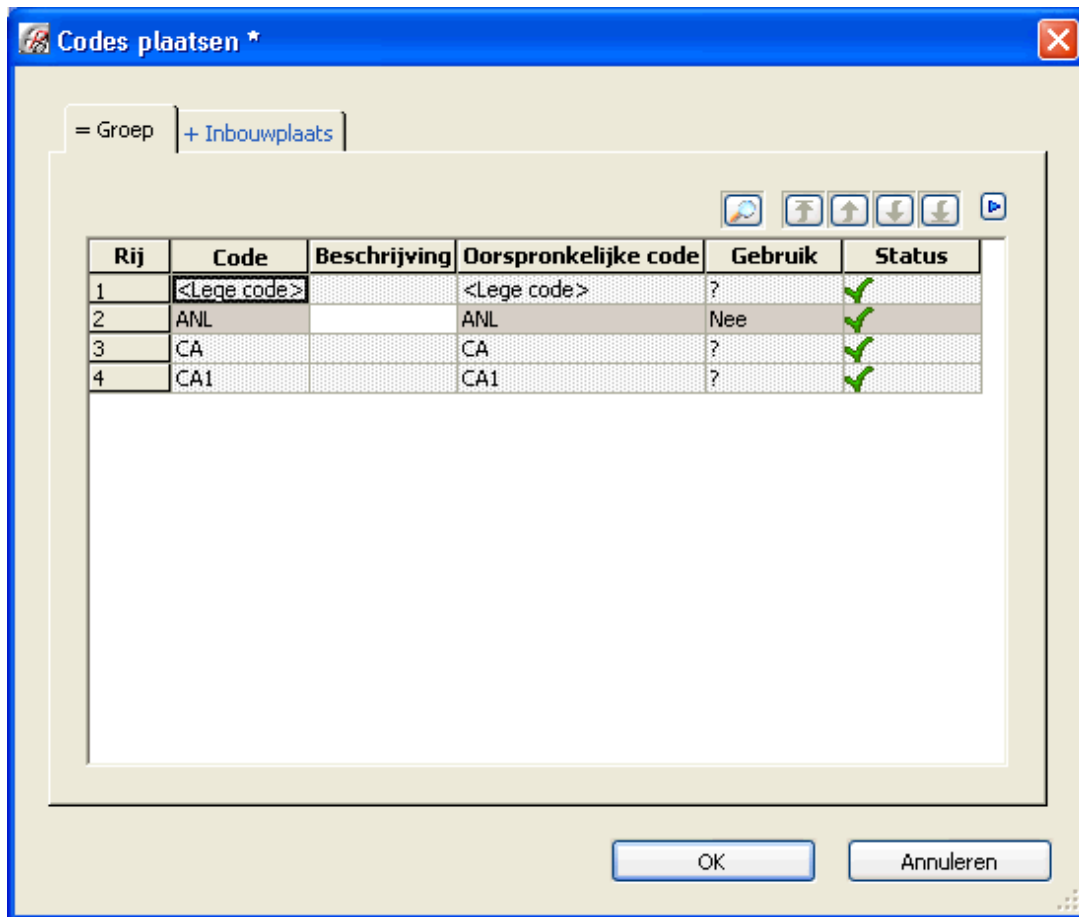 Codes plaatsen *
= Groep + Inbouwplaats
Rij Code Beschrijving Oorspronkelijke code Gebruik Status
1 <Lege code> <Lege code> ?
2 ANL ANL Nee
3 CA CA ?
4 CA1 CA1 ?
OK Annuleren